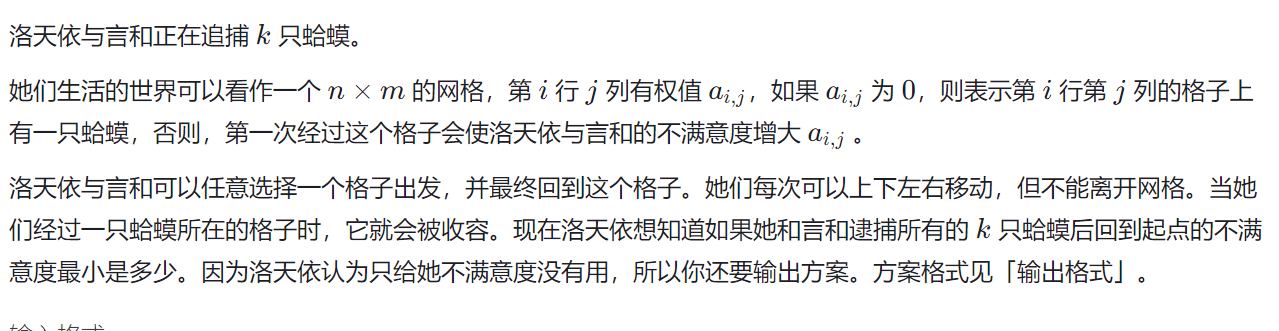 洛天依与言和正在追捕 k 只蛤蟆。
她们生活的世界可以看作一个 n × m 的网格，第 i 行 j 列有权值 a_{i,j}，如果 a_{i,j} 为 0，则表示第 i 行第 j 列的格子上
有一只蛤蟆，否则，第一次经过这个格子会使洛天依与言和的不满意度增大 a_{i,j} 。
洛天依与言和可以任意选择一个格子出发，并最终回到这个格子。她们每次可以上下左右移动，但不能离开网格。当她
们经过一只蛤蟆所在的格子时，它就会被收容。现在洛天依想知道如果她和言和逮捕所有的 k 只蛤蟆后回到起点的不满
意度最小是多少。因为洛天依认为只给她不满意度没有用，所以你还要输出方案。方案格式见「输出格式」。